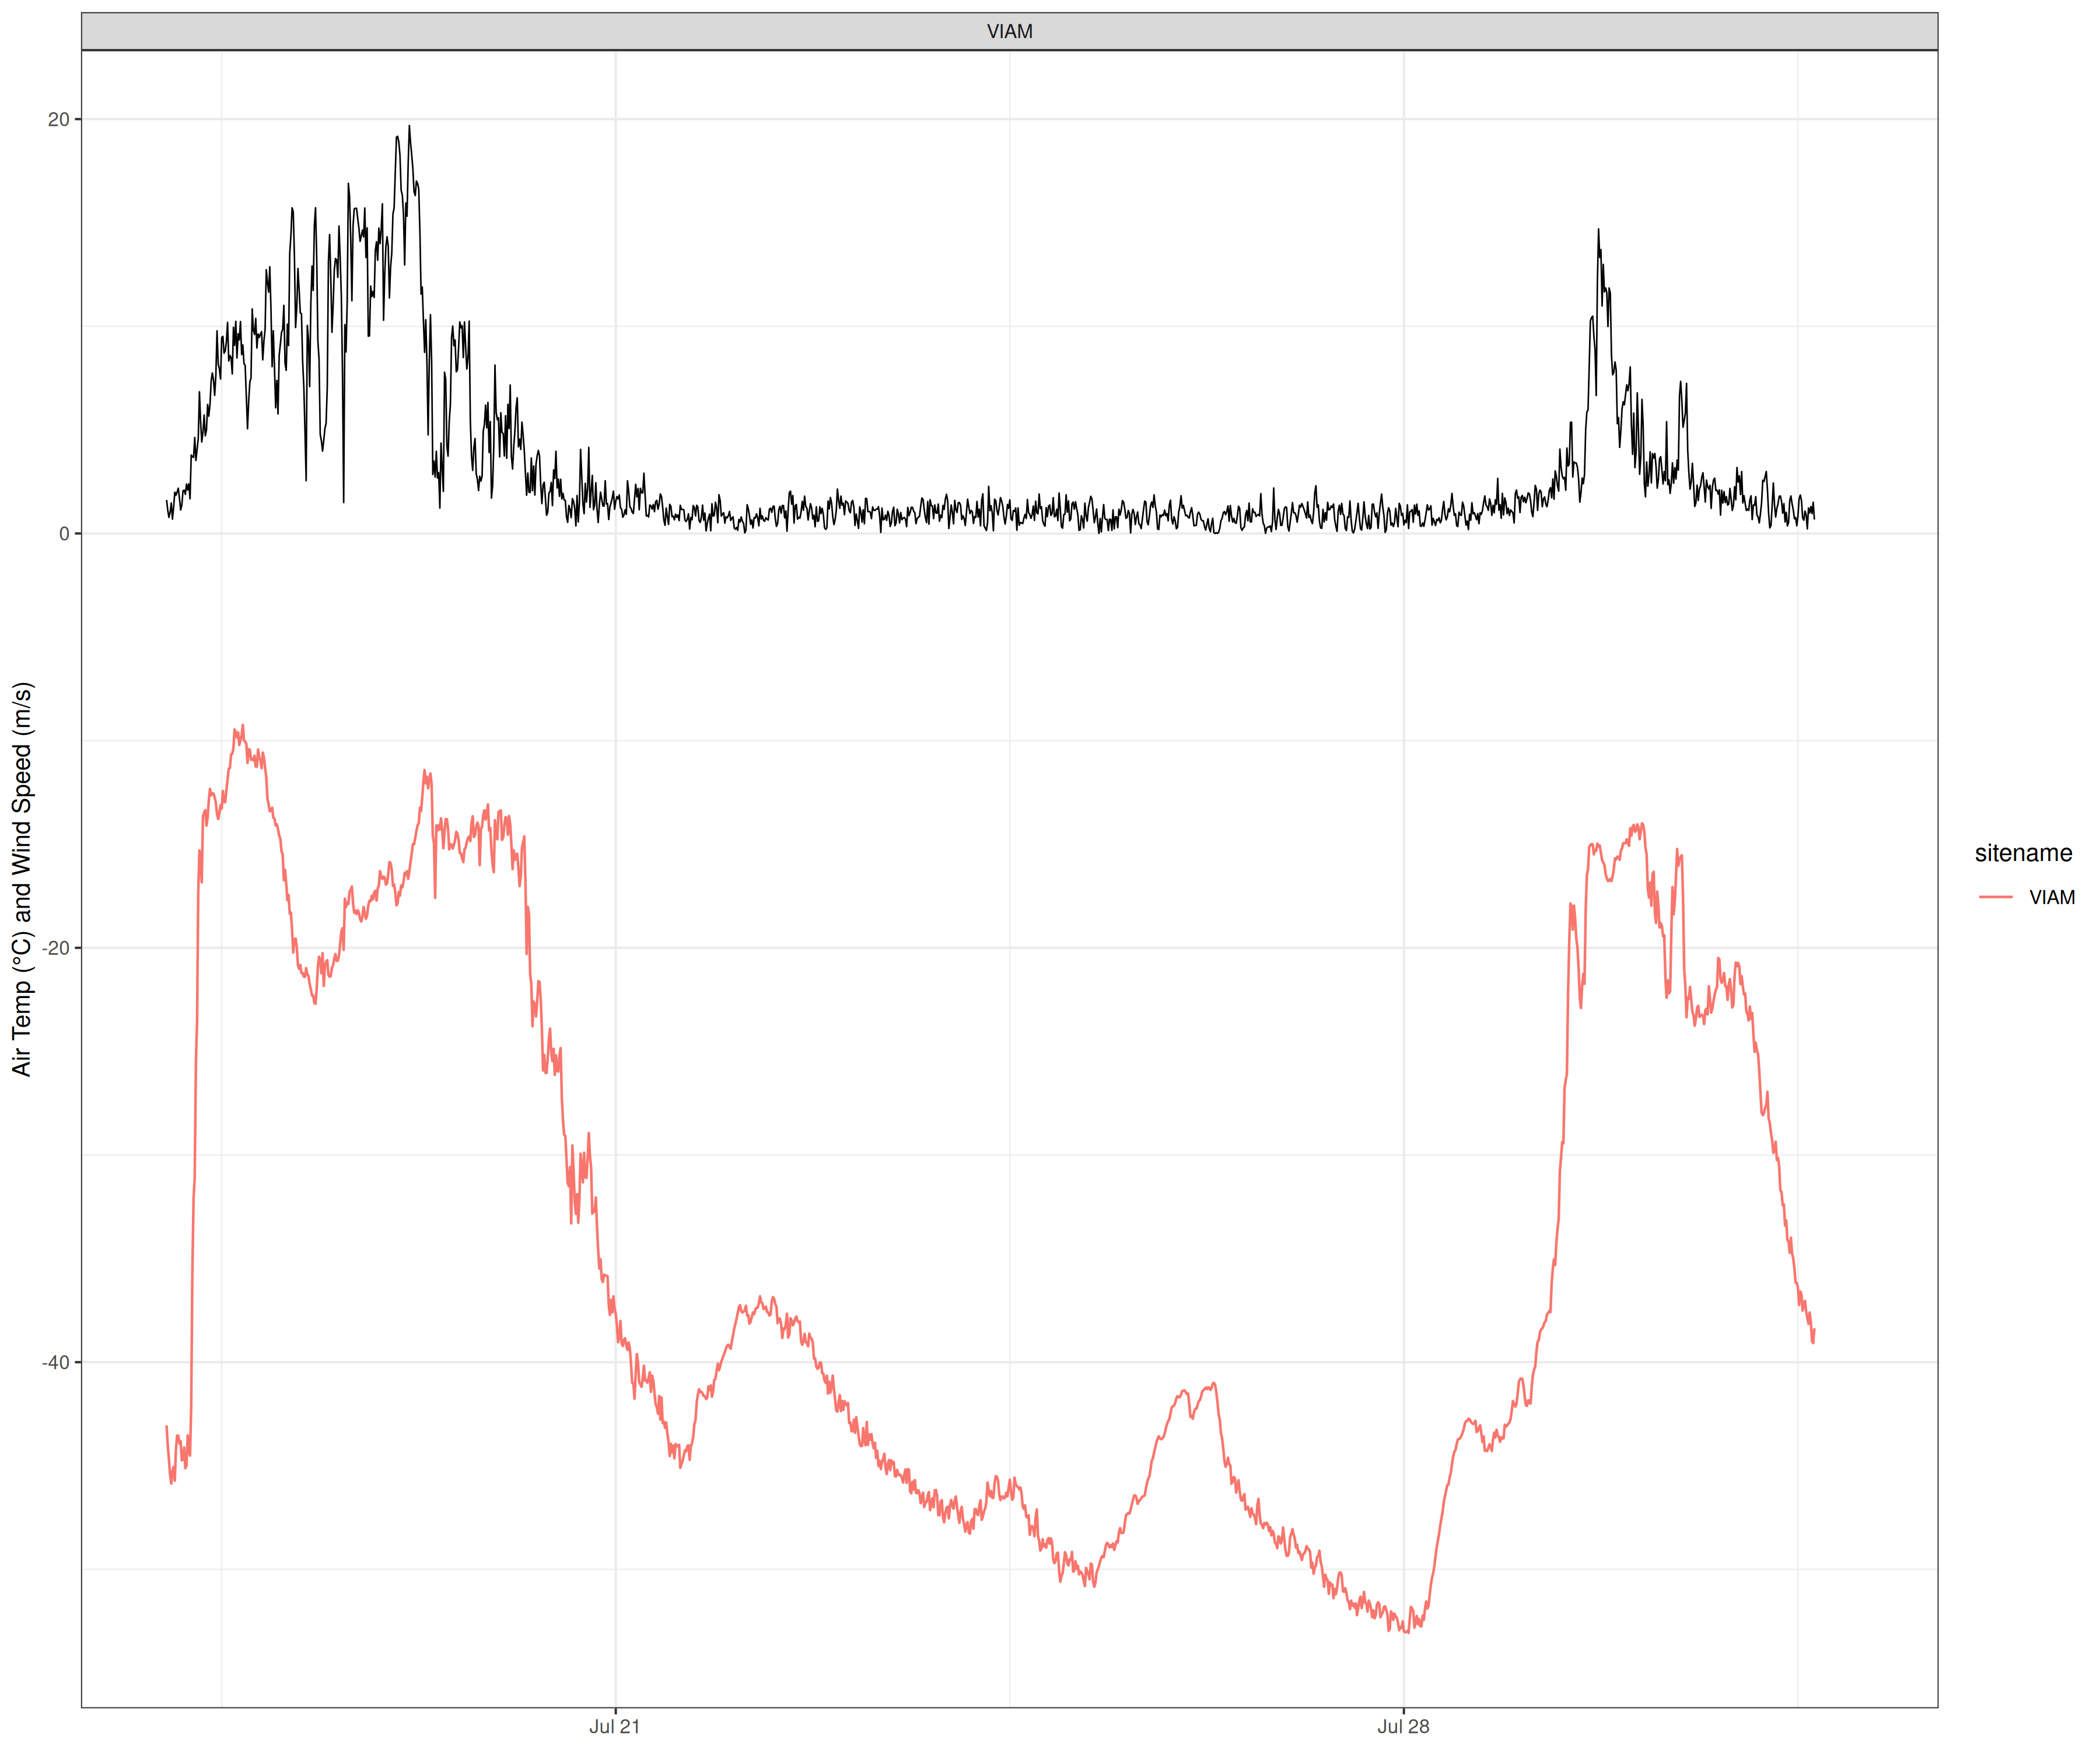 VIAM
20
0
-20
-40
Air Temp (°C) and Wind Speed (m/s)
Jul 21
Jul 28
sitename
VIAM